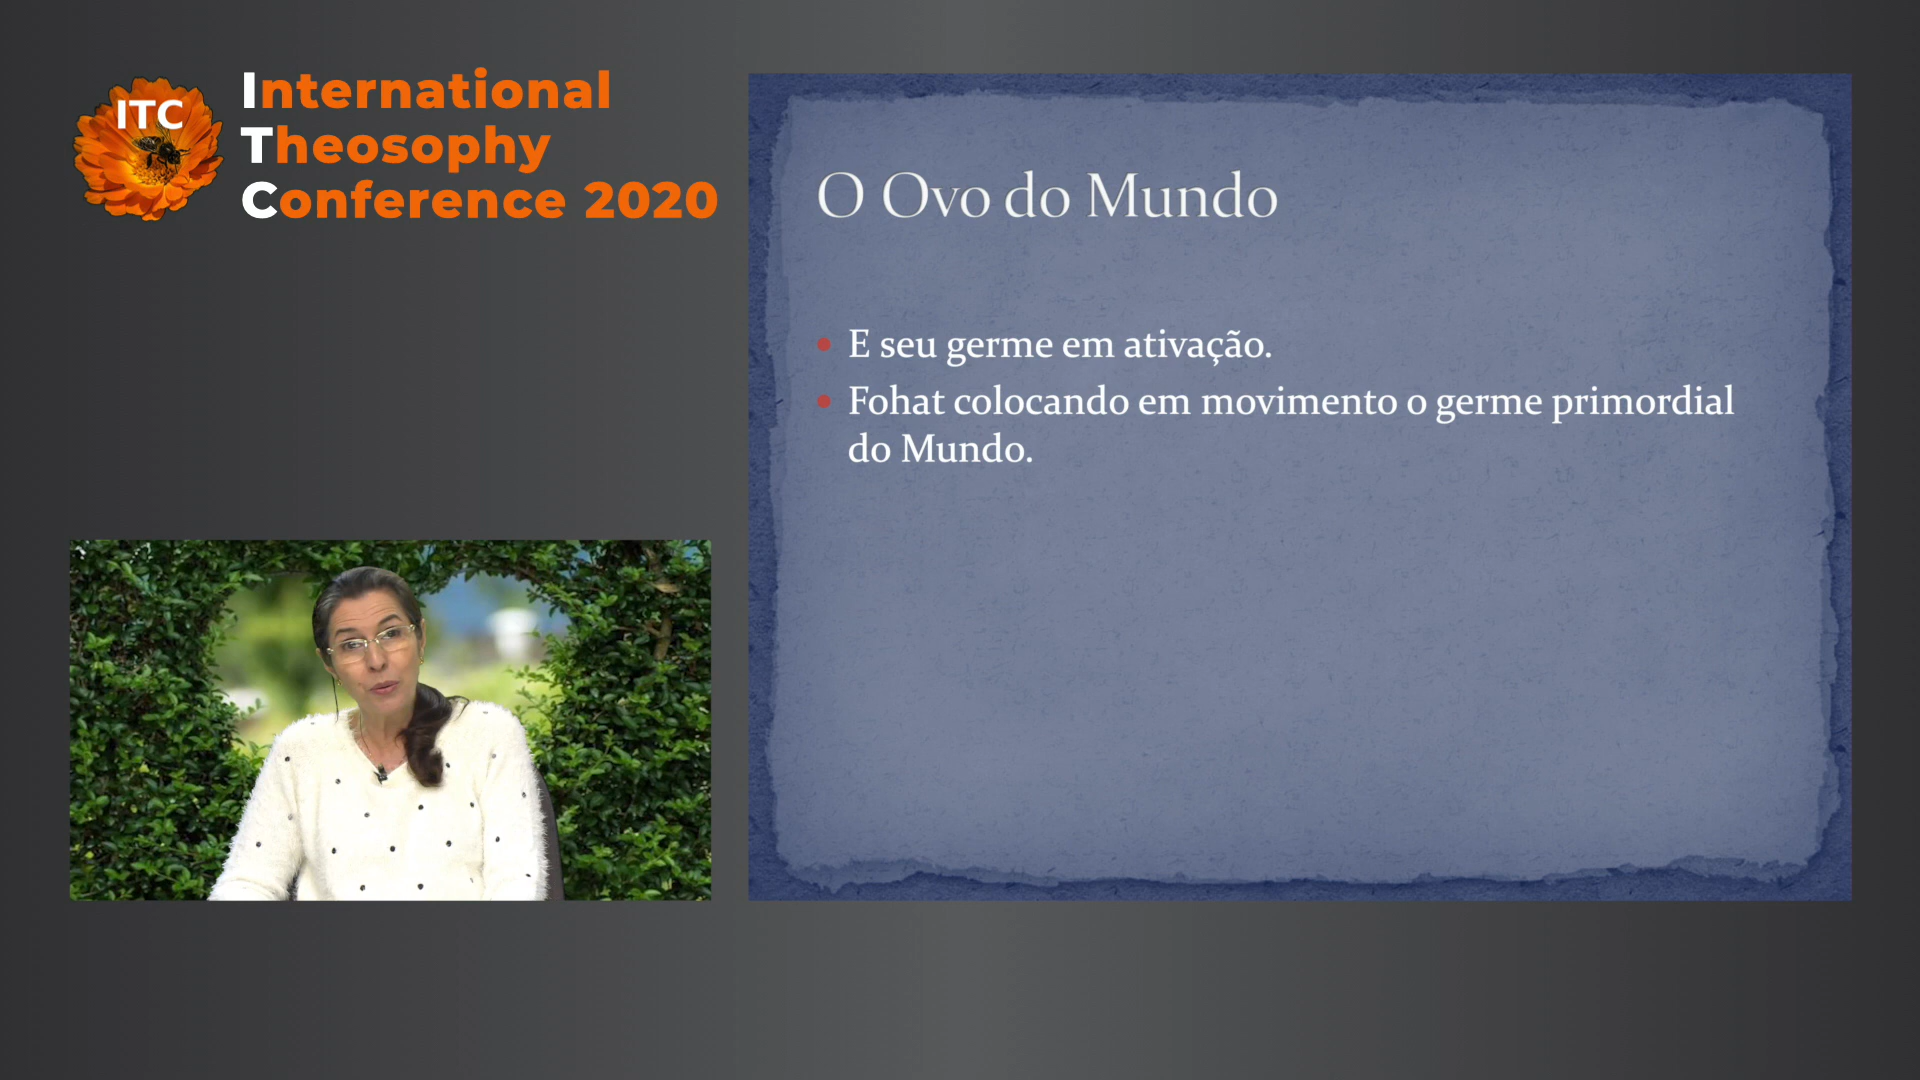 ITC
International
Theosophy
Conference 2020
O Ovo do Mundo
E seu germe em ativação.
Fohat colocando em movimento o germe primordial
do Mundo.